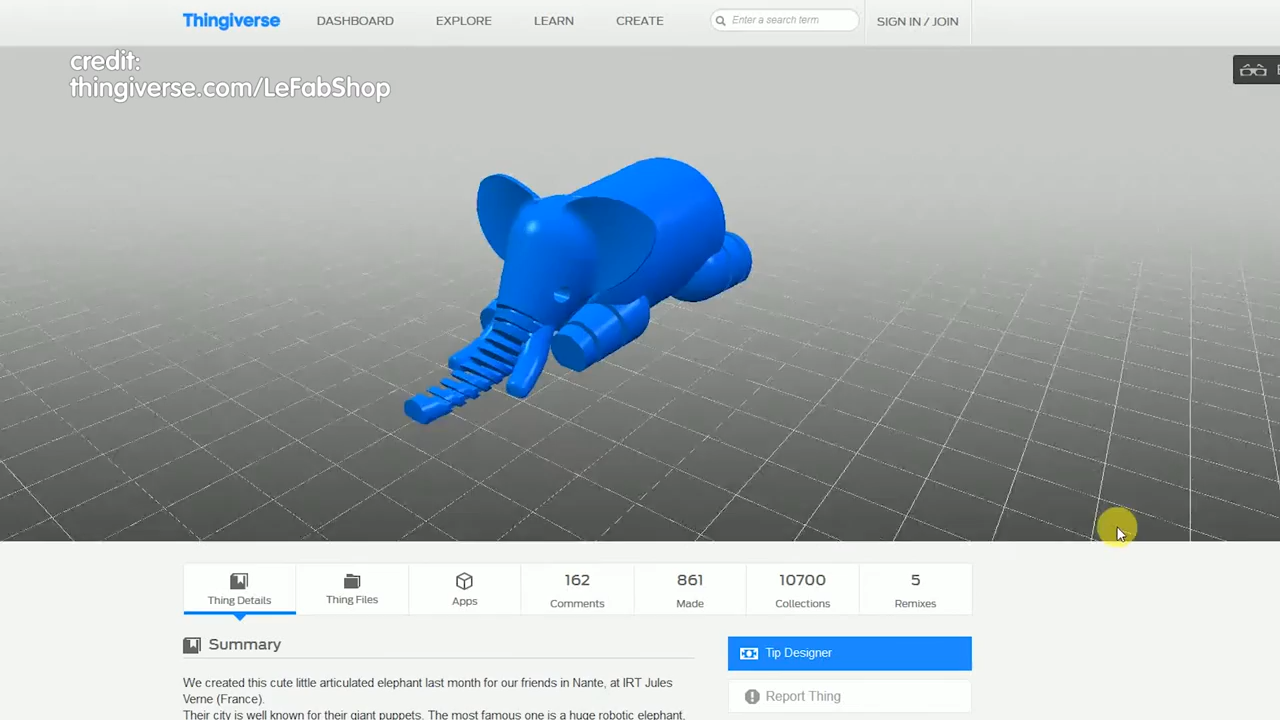 Thingiverse DASHBOARD EXPLORE LEARN CREATE Enter a search term SIGN IN / JOIN
credit:
thingiverse.com/LeFabShop
162 861 10700 5
Thing Details Thing Files Apps Comments Made Collections Remixes
Summary
Tip Designer
We created this cute little articulated elephant last month for our friends in Nante, at IRT Jules
Verne (France).
Report Thing
Their city is well known for their giant puppets. The most famous one is a huge robotic elephant,